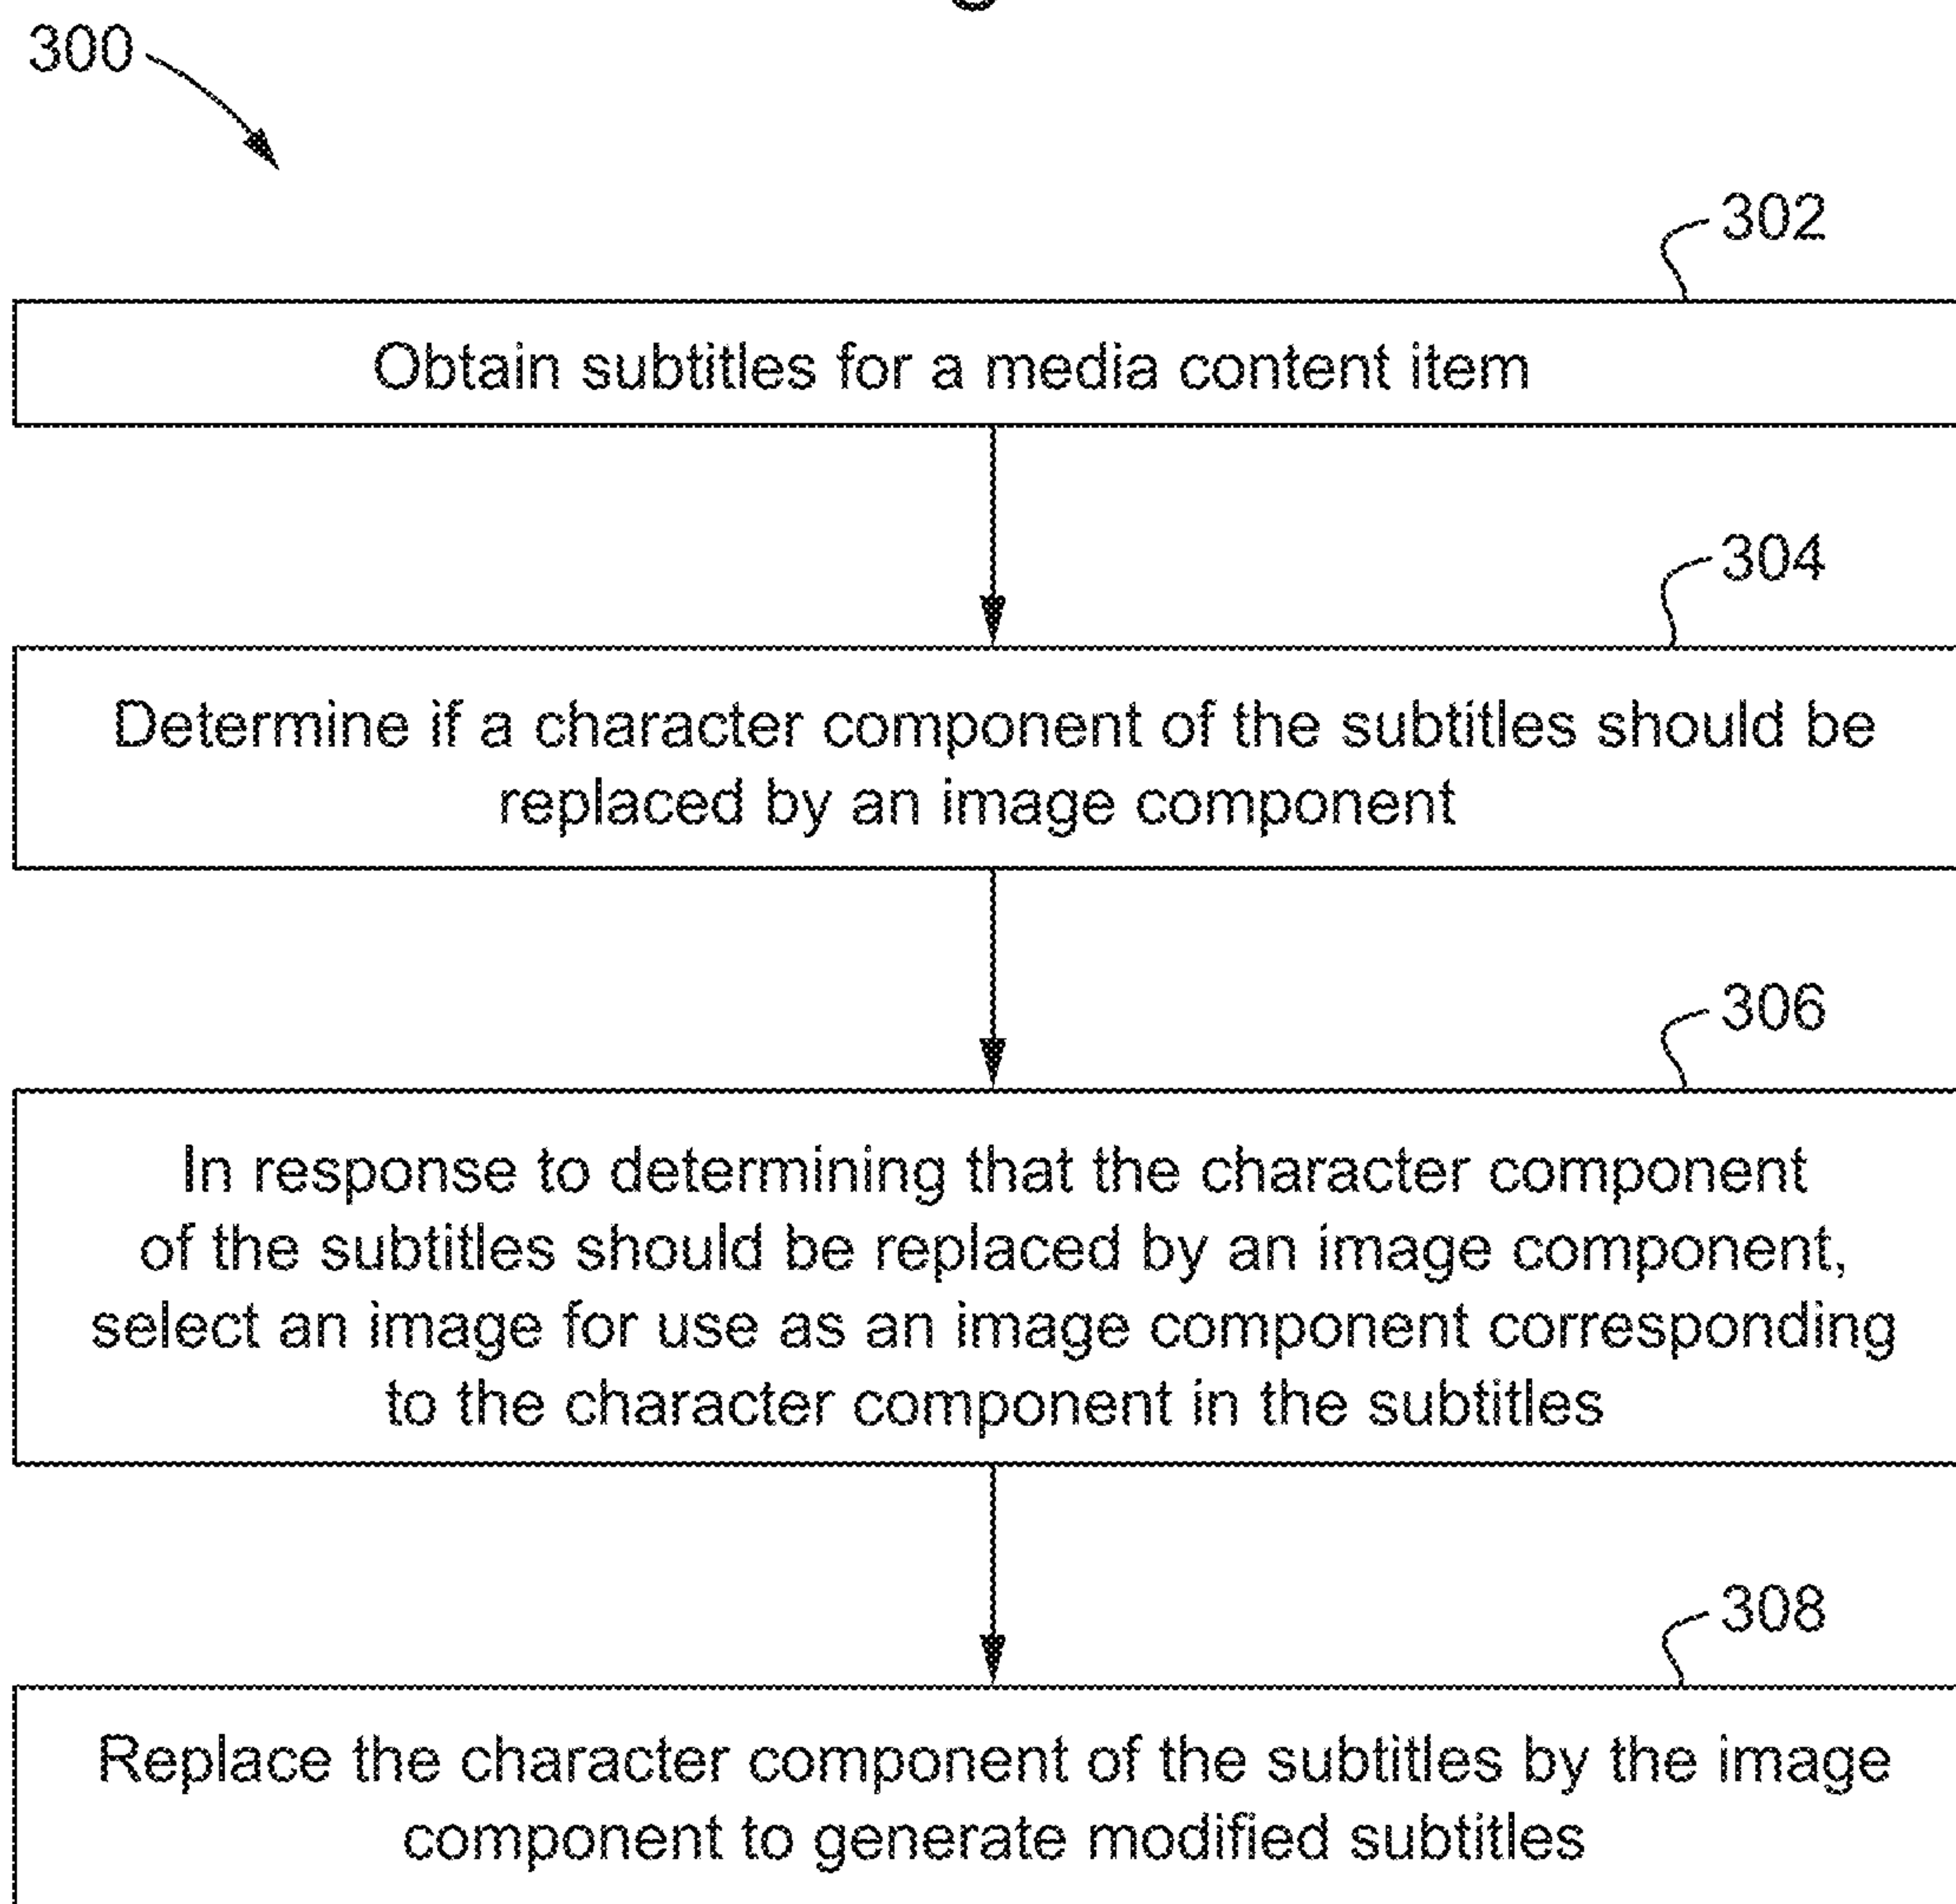 300
302
Obtain subtitles for a media content item
304
Determine if a character component of the subtitles should be
replaced by an image component
306
In response to determining that the character component
of the subtitles should be replaced by an image component,
select an image for use as an image component corresponding
to the character component in the subtitles
308
Replace the character component of the subtitles by the image
component to generate modified subtitles